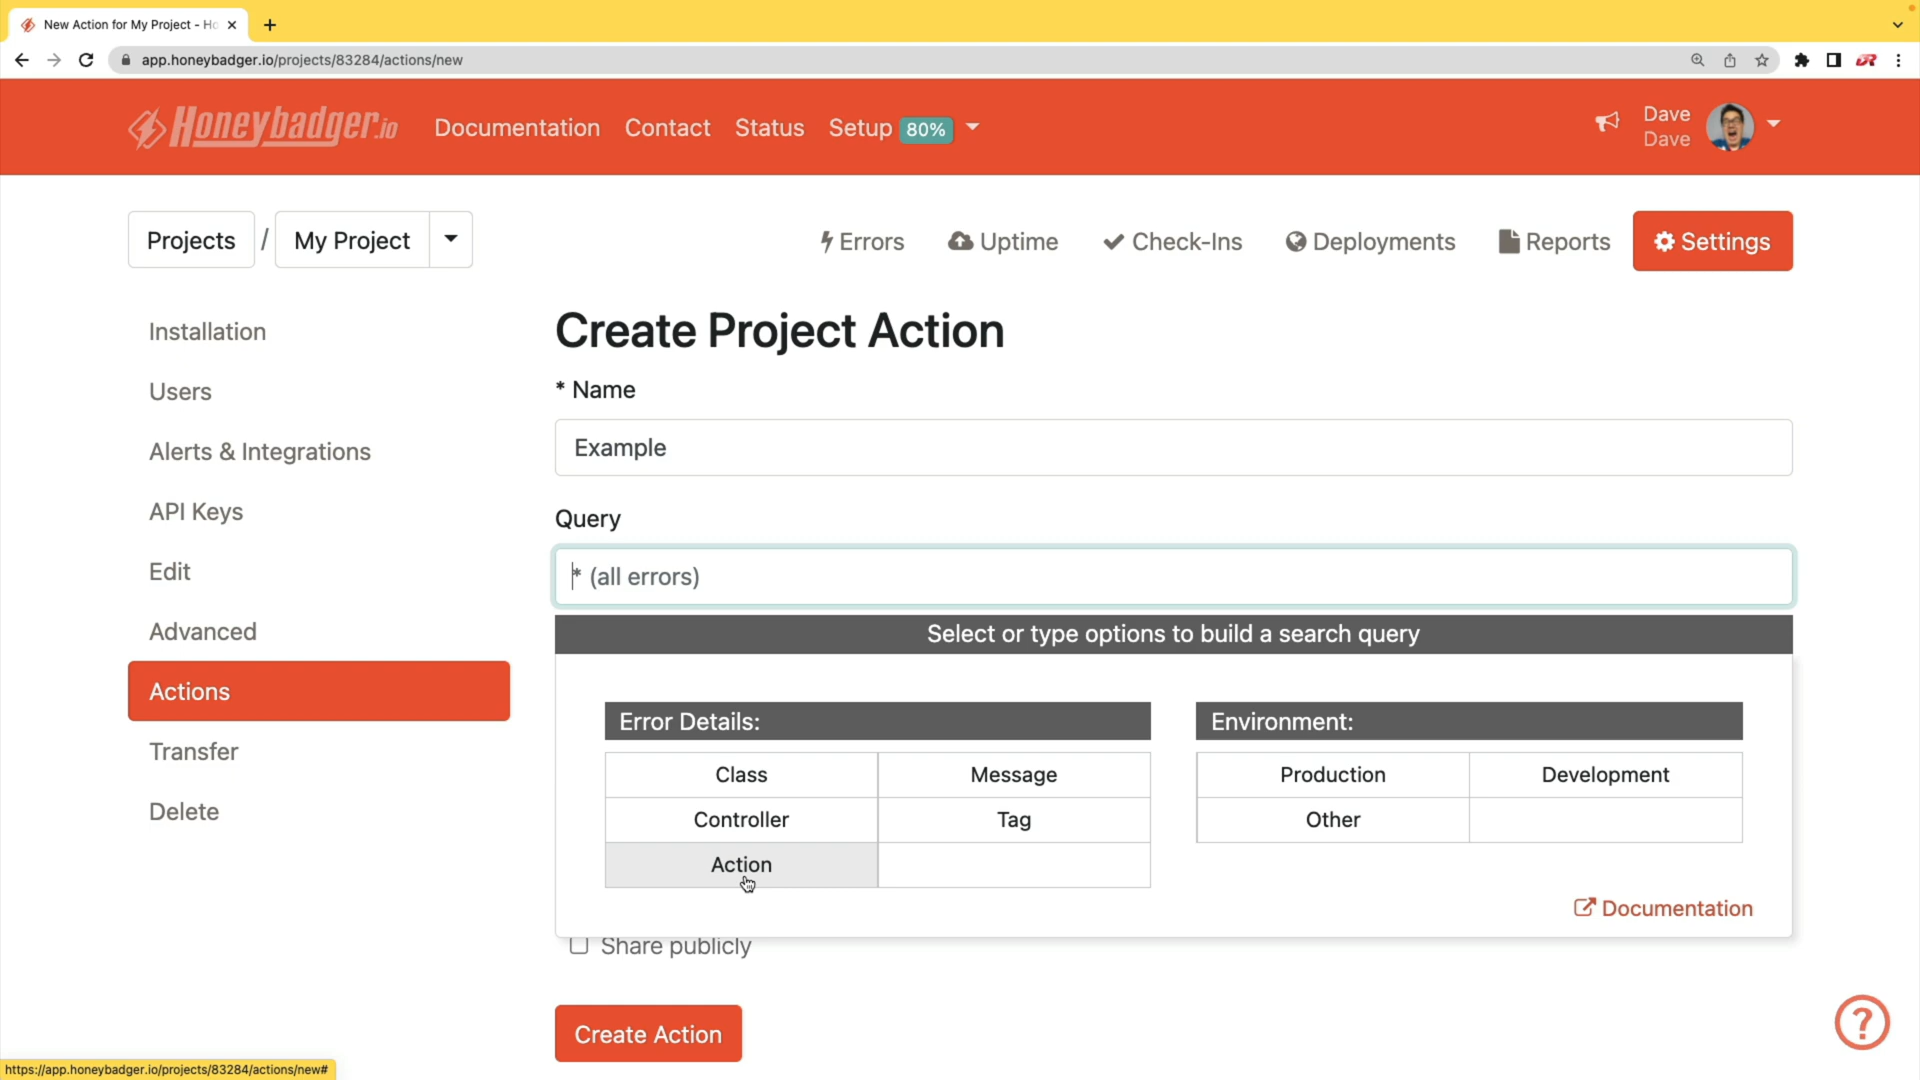 New Action for My Project - Ho
app.honeybadger.io/projects/83284/actions/new
Honeybadger.io
Documentation
Contact
Status
Setup 80%
Dave
Dave
Projects / My Project
Errors
Uptime
Check-Ins
Deployments
Reports
Settings
Installation
Users
Alerts & Integrations
API Keys
Edit
Advanced
Actions
Transfer
Delete
Create Project Action
* Name
Example
Query
* (all errors)
Select or type options to build a search query
Error Details:
Class
Message
Controller
Tag
Action
Environment:
Production
Development
Other
Documentation
Share publicly
Create Action
?
https://app.honeybadger.io/projects/83284/actions/new#